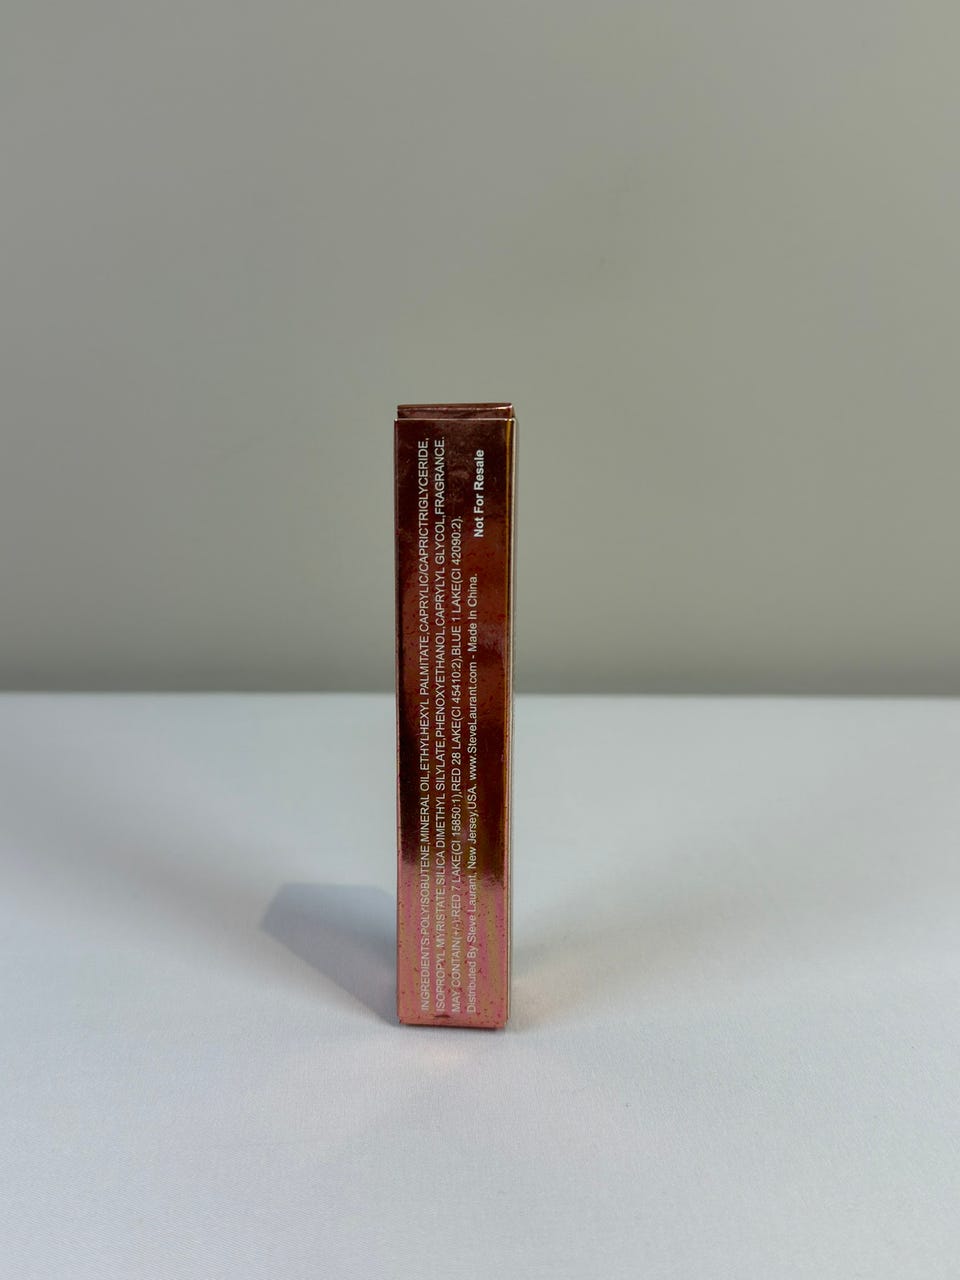 INGREDIENTS:POLYISOBUTENE,MINERAL OIL,ETHYLHEXYL PALMITATE,CAPRYLIC/CAPRICTRIGLYCERIDE,
ISOPROPYL MYRISTATE,SILICA DIMETHYL SILYLATE,PHENOXYETHANOL,CAPRYLYL GLYCOL,FRAGRANCE.
MAY CONTAIN(+/-):RED 7 LAKE(CI 15850:1),RED 28 LAKE(CI 45410:2),BLUE 1 LAKE(CI 42090:2).
Distributed By Steve Laurant, New Jersey,USA. www.SteveLaurant.com - Made In China.
Not For Resale